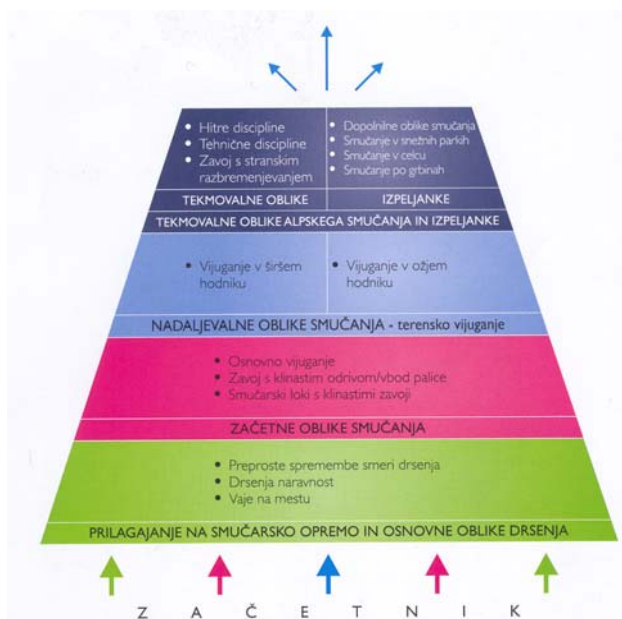 • Hitre discipline
• Tehnične discipline
• Zavoj s stranskim
razbremenjevanjem
• Dopolnilne oblike smučanja
• Smučanje v snežnih parkih
• Smučanje v celcu
• Smučanje po grbinah
TEKMOVALNE OBLIKE
IZPELJANKE
TEKMOVALNE OBLIKE ALPSKEGA SMUČANJA IN IZPELJANKE
• Vijuganje v širšem
hodniku
• Vijuganje v ožjem
hodniku
NADALJEVALNE OBLIKE SMUČANJA - terensko vijuganje
• Osnovno vijuganje
• Zavoj s klinastim odrivom/vbod palice
• Smučarski loki s klinastimi zavoji
ZAČETNE OBLIKE SMUČANJA
• Preproste spremembe smeri drsenja
• Drsenja naravnost
• Vaje na mestu
PRILAGAJANJE NA SMUČARSKO OPREMO IN OSNOVNE OBLIKE DRSENJA
Z A Č E T N I K